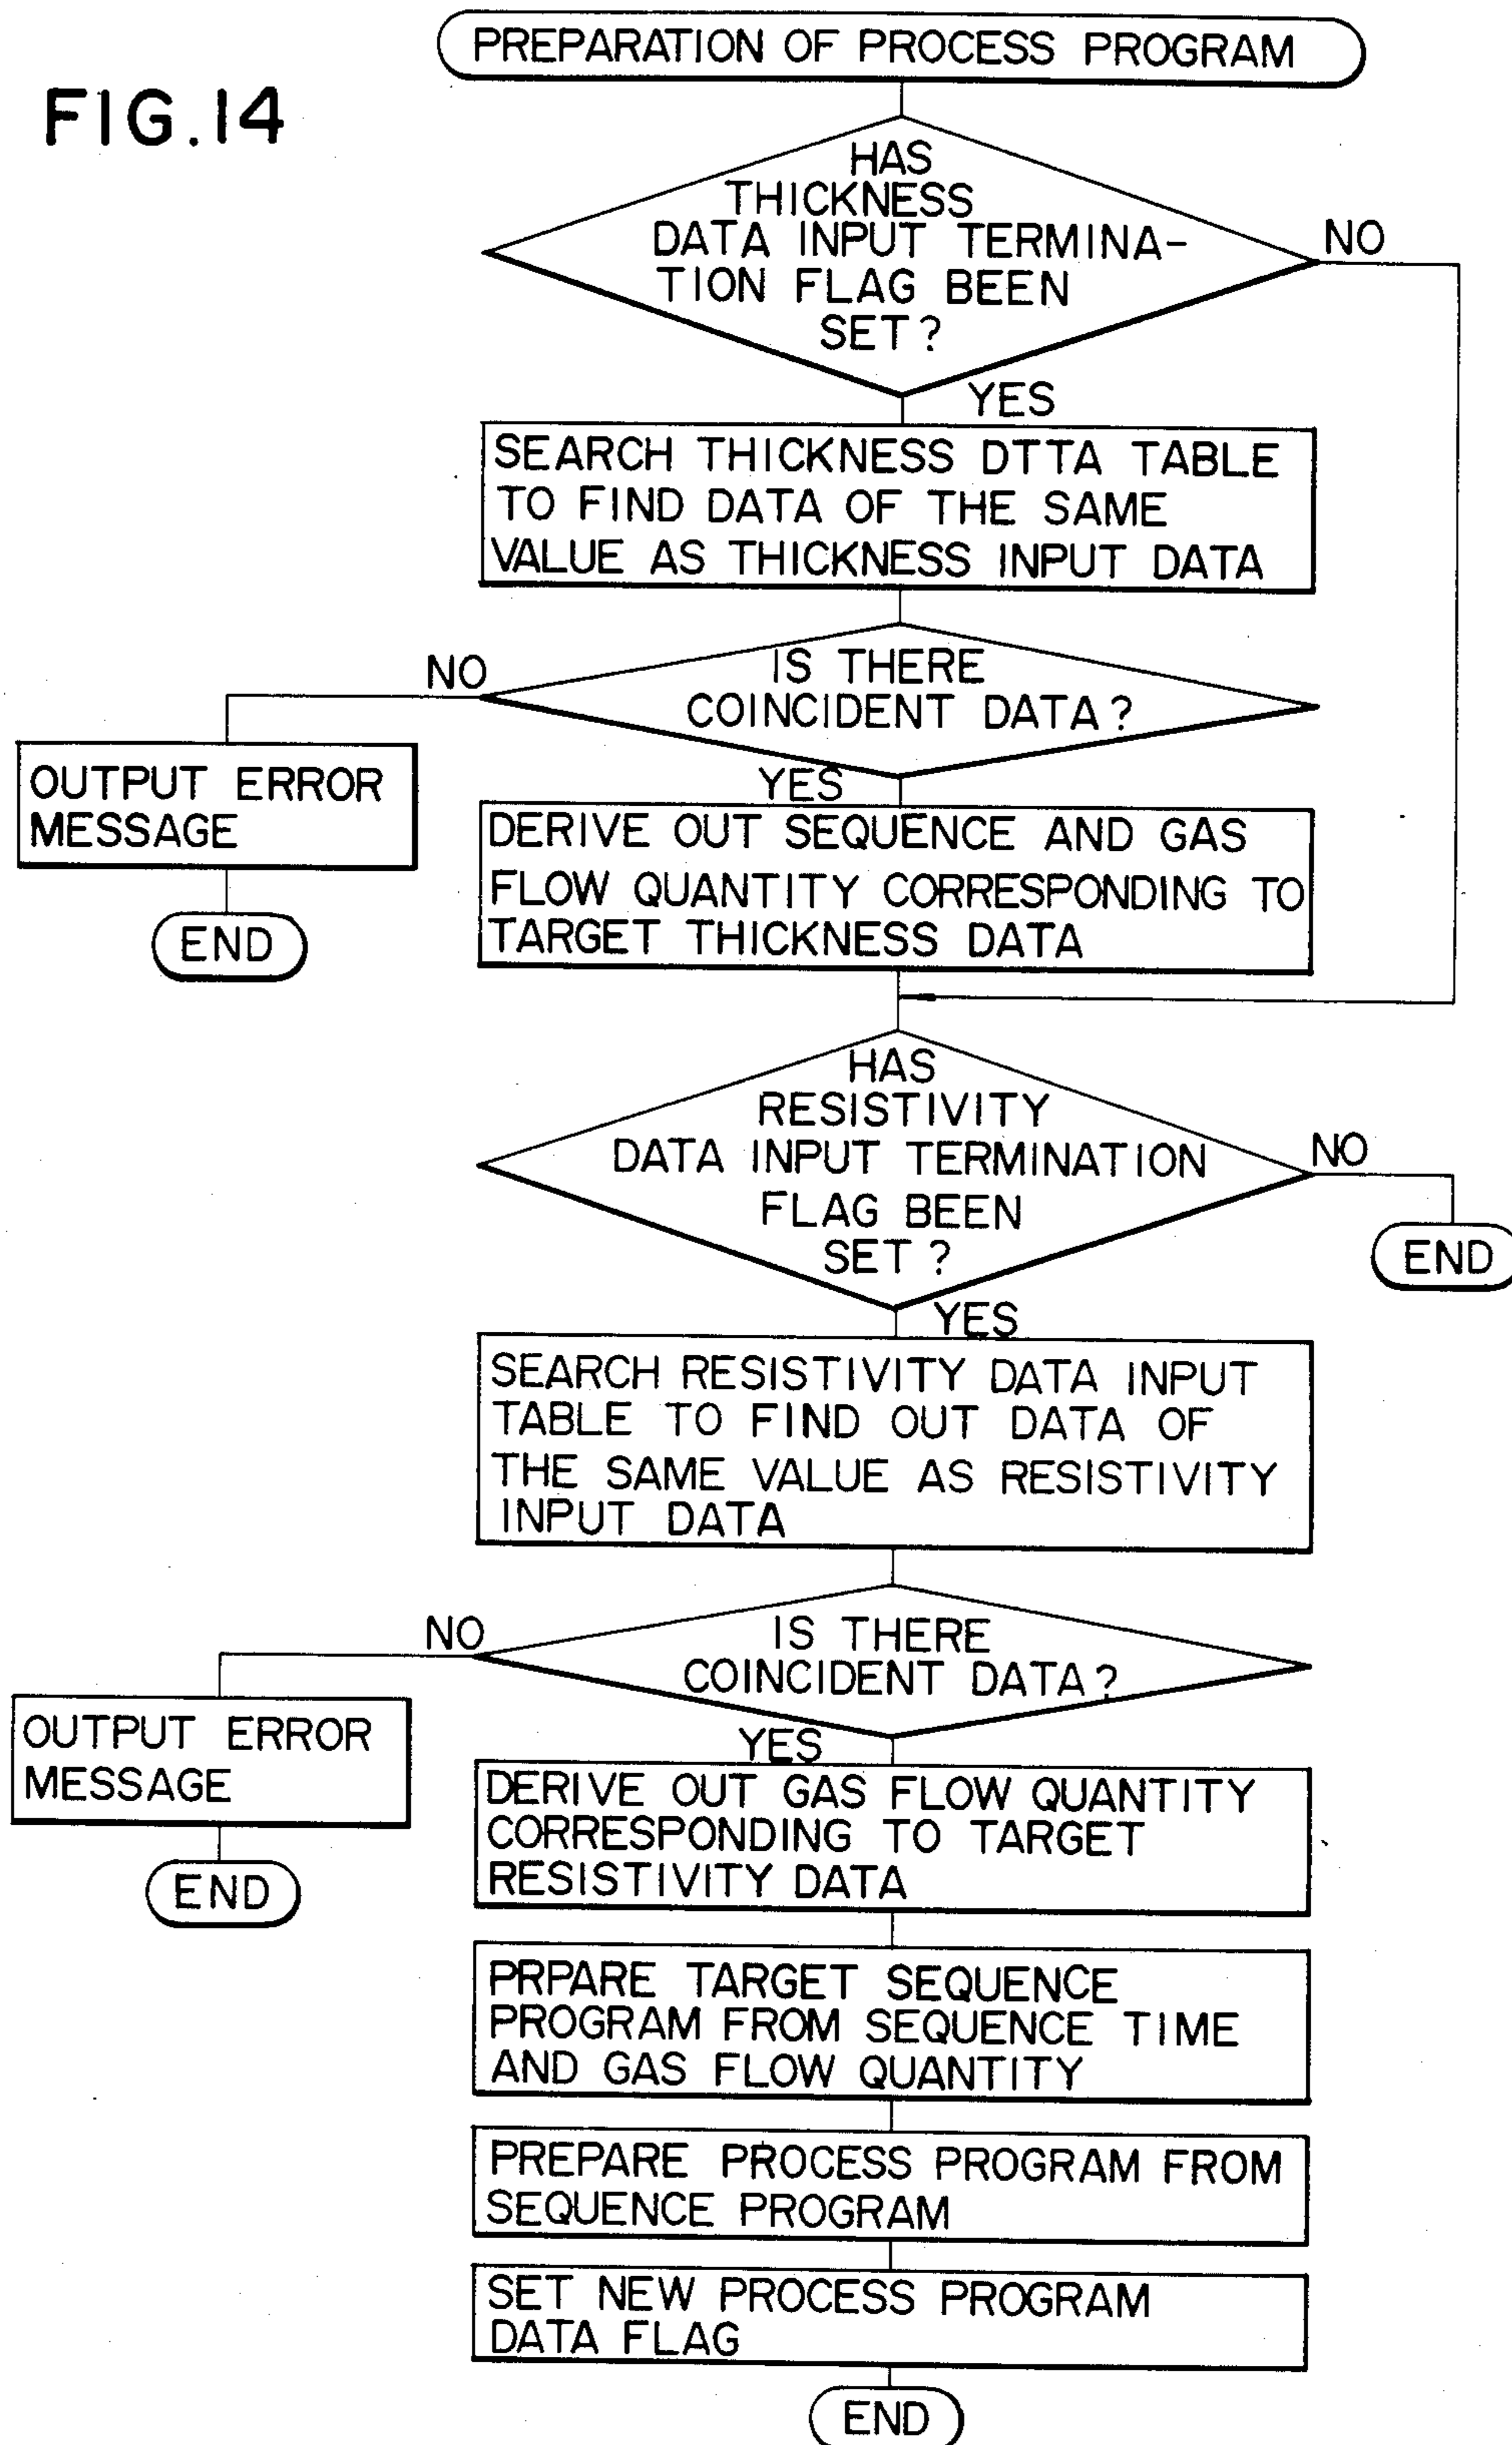 PREPARATION OF PROCESS PROGRAM
FIG.14
HAS
THICKNESS
DATA INPUT TERMINA-
TION FLAG BEEN
SET?
NO
YES
SEARCH THICKNESS DTTA TABLE
TO FIND DATA OF THE SAME
VALUE AS THICKNESS INPUT DATA
NO
IS THERE
COINCIDENT DATA?
OUTPUT ERROR
MESSAGE
END
YES
DERIVE OUT SEQUENCE AND GAS
FLOW QUANTITY CORRESPONDING TO
TARGET THICKNESS DATA
HAS
RESISTIVITY
DATA INPUT TERMINATION
FLAG BEEN
SET?
NO
END
YES
SEARCH RESISTIVITY DATA INPUT
TABLE TO FIND OUT DATA OF
THE SAME VALUE AS RESISTIVITY
INPUT DATA
NO
IS THERE
COINCIDENT DATA?
OUTPUT ERROR
MESSAGE
END
YES
DERIVE OUT GAS FLOW QUANTITY
CORRESPONDING TO TARGET
RESISTIVITY DATA
PRPARE TARGET SEQUENCE
PROGRAM FROM SEQUENCE TIME
AND GAS FLOW QUANTITY
PREPARE PROCESS PROGRAM FROM
SEQUENCE PROGRAM
SET NEW PROCESS PROGRAM
DATA FLAG
END